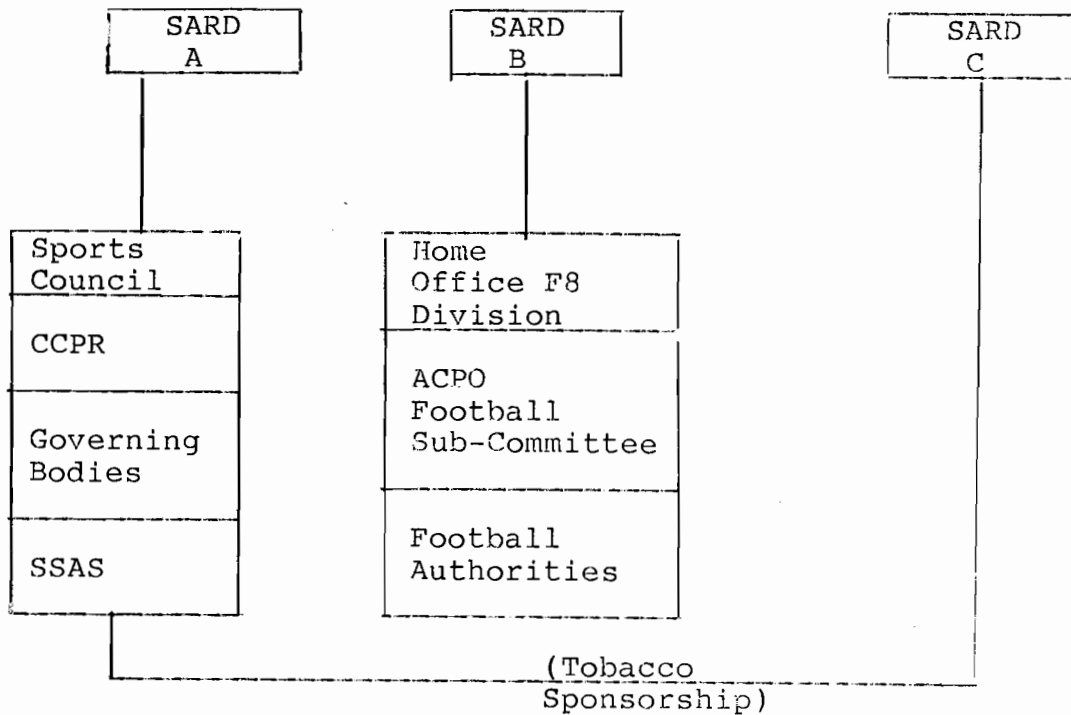 SARD
A
SARD
B
SARD
C
Sports
Council
CCPR
Governing
Bodies
SSAS
Home
Office F8
Division
ACPO
Football
Sub-Committee
Football
Authorities
(Tobacco
Sponsorship)